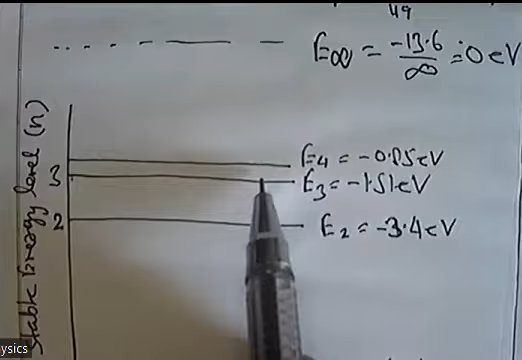 49
E∞ = -13.6/∞ = 0 eV
E4 = -0.85 eV
3 E3 = -1.51 eV
2 E2 = -3.4 eV
Stable Energy level (n)
ysics